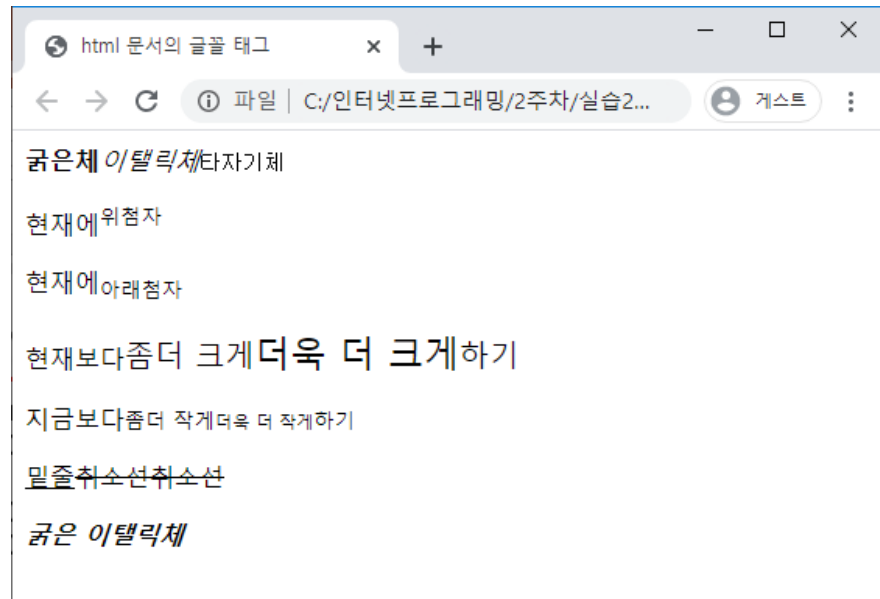 html 문서의 글꼴 태그
파일 | C:/인터넷프로그래밍/2주차/실습2... 게스트
굵은체 이탤릭체타자기체
현재에위첨자
현재에아래첨자
현재보다좀더 크게더욱 더 크게하기
지금보다좀더 작게더욱 더 작게하기
밑줄취소선취소선
굵은 이탤릭체